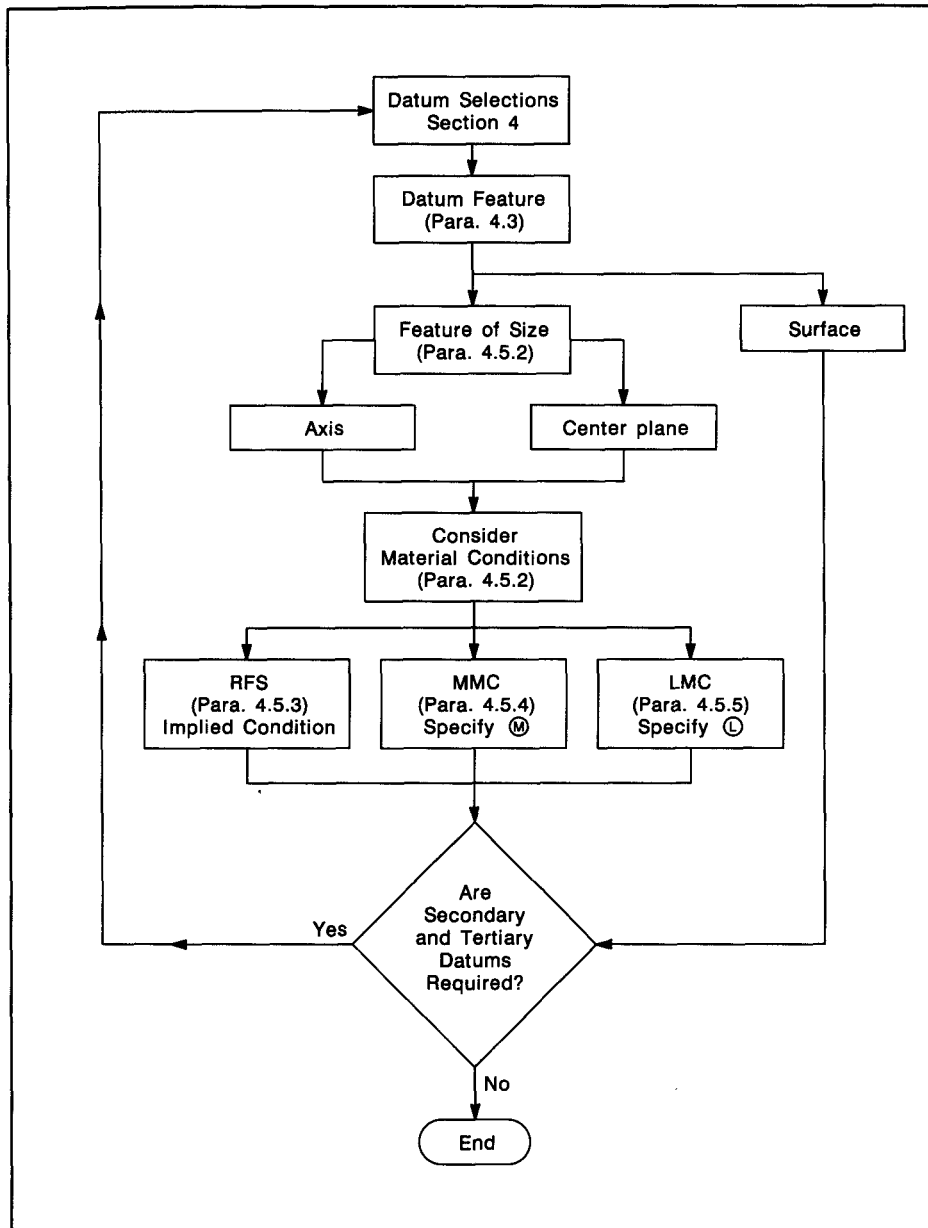 Datum Selections
Section 4
Datum Feature
(Para. 4.3)
Feature of Size
(Para. 4.5.2)
Surface
Axis
Center plane
Consider
Material Conditions
(Para. 4.5.2)
RFS
(Para. 4.5.3)
Implied Condition
MMC
(Para. 4.5.4)
Specify Ⓜ
LMC
(Para. 4.5.5)
Specify Ⓛ
Are
Secondary
and Tertiary
Datums
Required?
Yes
No
End